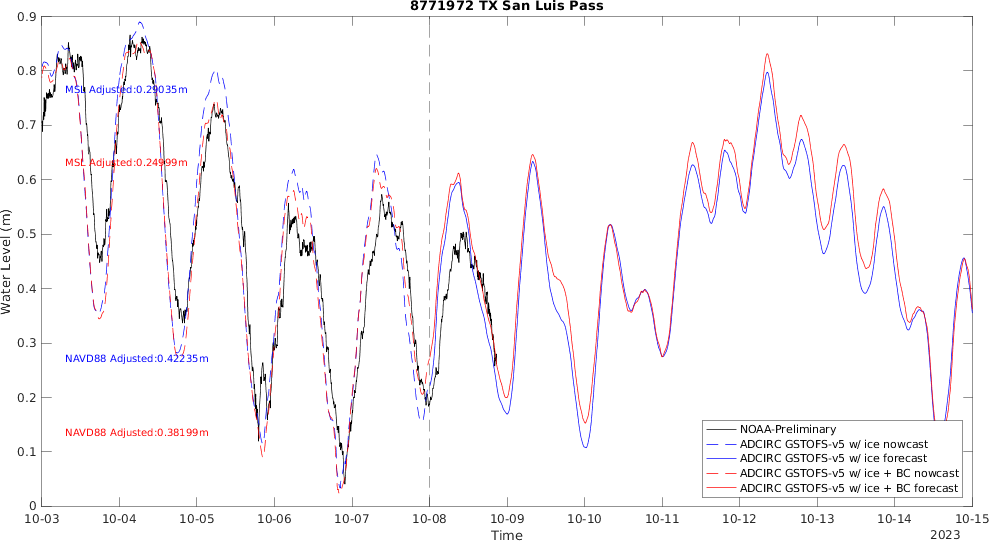 8771972 TX San Luis Pass
Water Level (m)
0.9
0.8
0.7
0.6
0.5
0.4
0.3
0.2
0.1
0
MSL Adjusted:0.29035m
MSL Adjusted:0.24999m
NAVD88 Adjusted:0.42235m
NAVD88 Adjusted:0.38199m
NOAA-Preliminary
ADCIRC GSTOFS-v5 w/ ice nowcast
ADCIRC GSTOFS-v5 w/ ice forecast
ADCIRC GSTOFS-v5 w/ ice + BC nowcast
ADCIRC GSTOFS-v5 w/ ice + BC forecast
10-03 10-04 10-05 10-06 10-07 10-08 10-09 10-10 10-11 10-12 10-13 10-14 10-15
Time
2023